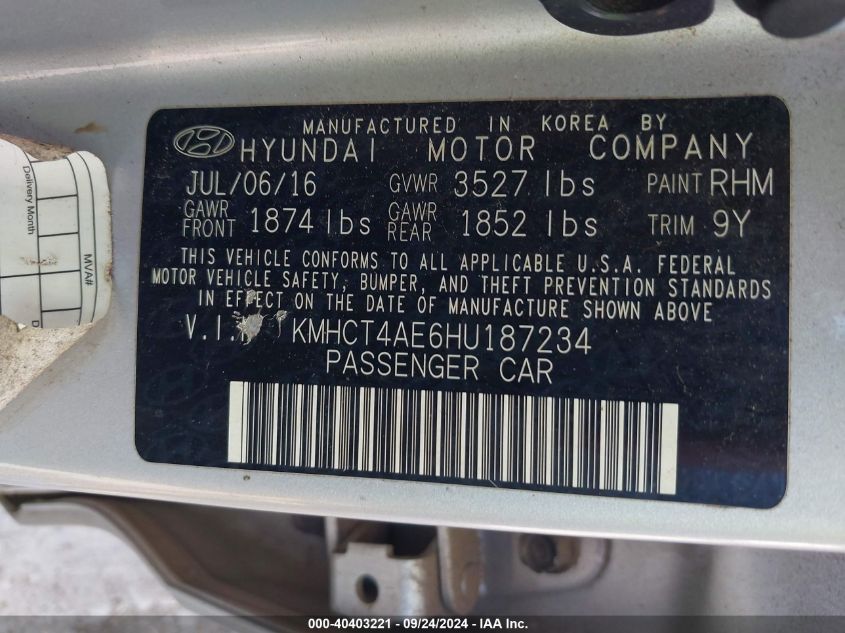 MANUFACTURED IN KOREA BY
HYUNDAI MOTOR COMPANY
JUL/06/16 GVWR 3527 lbs PAINT RHM
GAWR FRONT 1874 lbs GAWR REAR 1852 lbs TRIM 9Y
THIS VEHICLE CONFORMS TO ALL APPLICABLE U.S.A. FEDERAL
MOTOR VEHICLE SAFETY, BUMPER, AND THEFT PREVENTION STANDARDS
IN EFFECT ON THE DATE OF MANUFACTURE SHOWN ABOVE
V.I. KMHCT4AE6HU187234
PASSENGER CAR
Delivery Month
MVA#
000-40403221 - 09/24/2024 - IAA Inc.